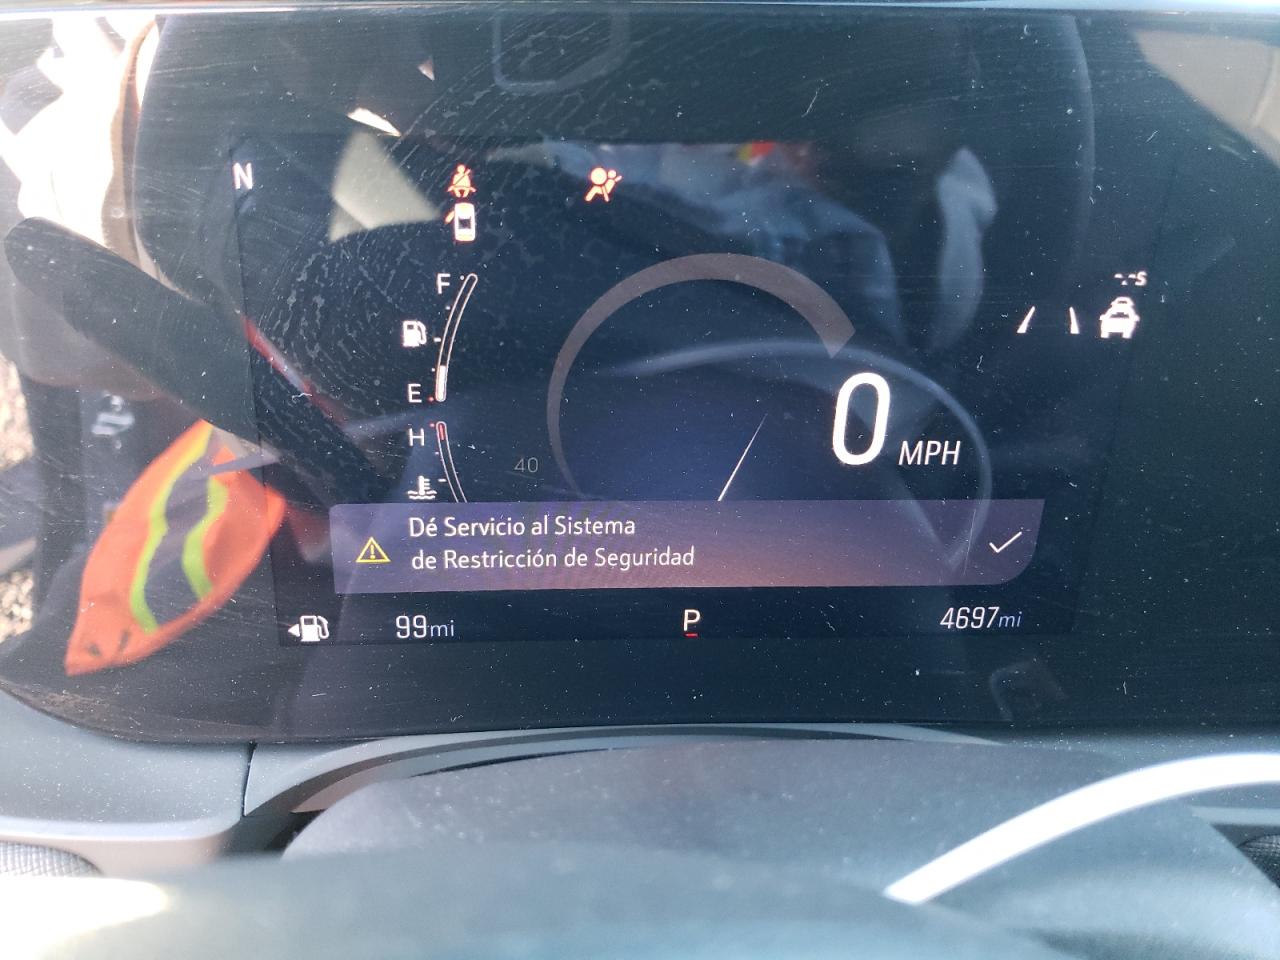 N
F
E
H
--s
40
0 MPH
Dé Servicio al Sistema
de Restricción de Seguridad
99mi
P
4697mi